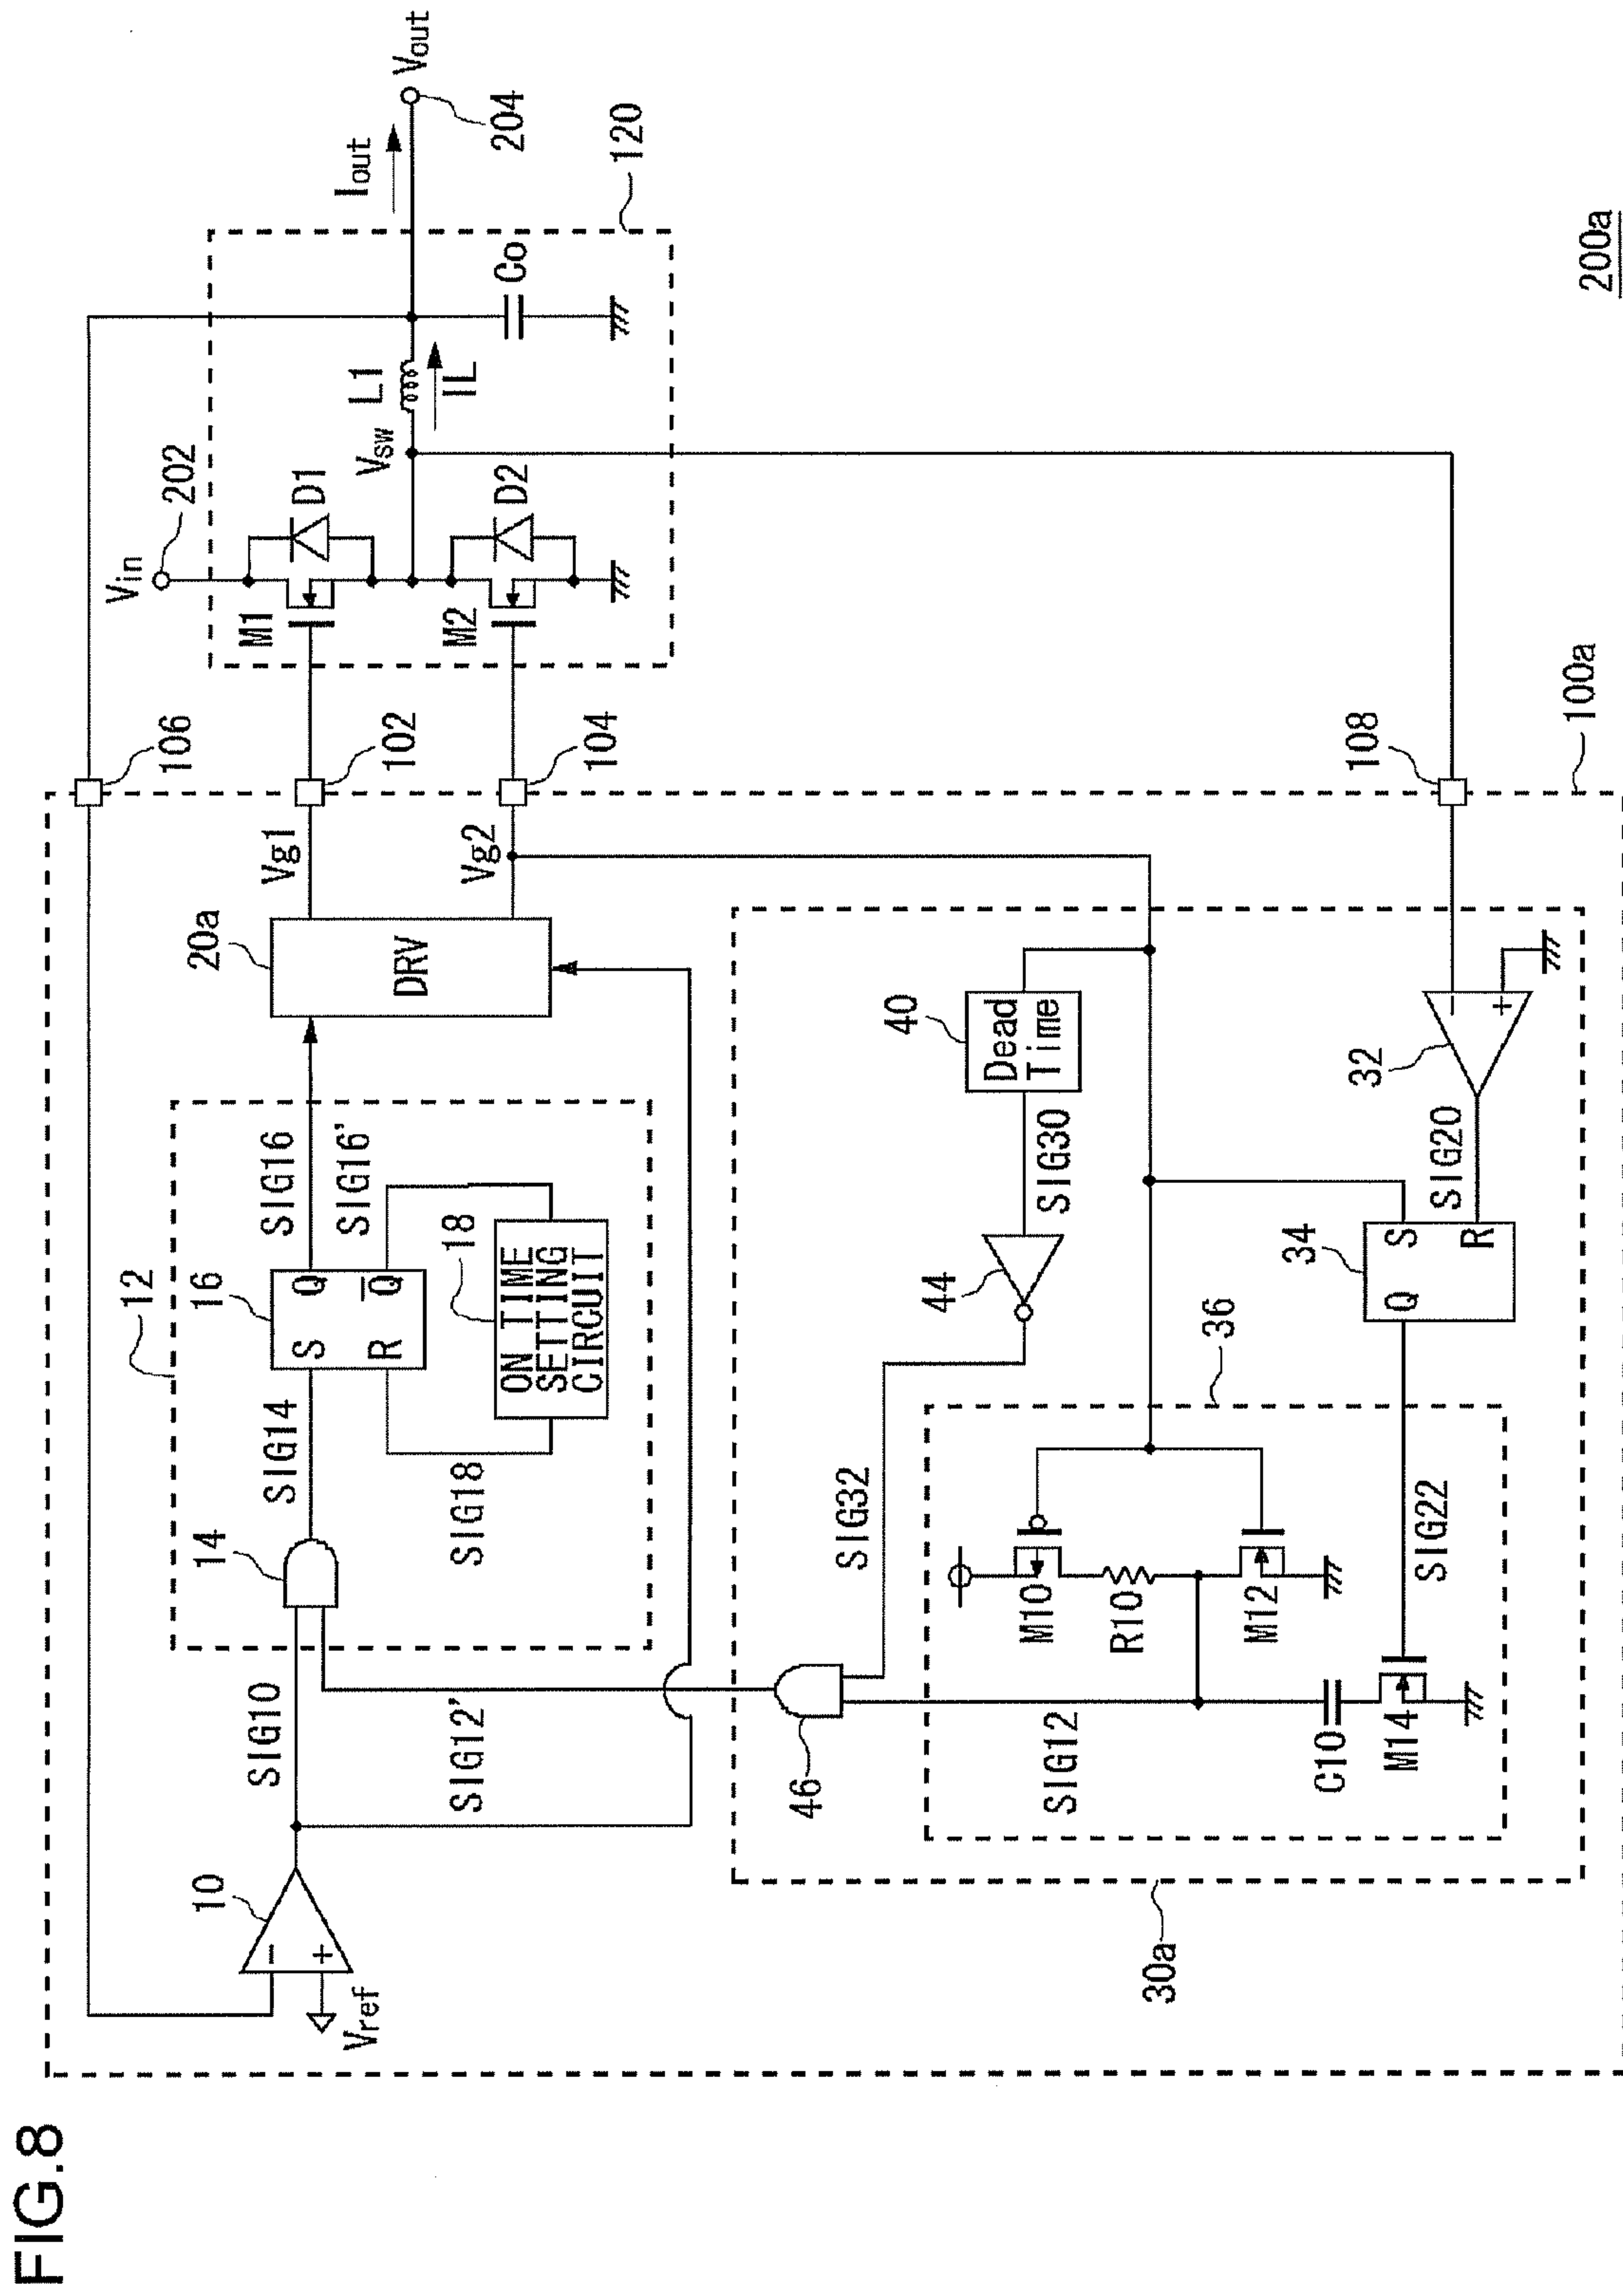 FIG.8
200a
100a
30a
Vref
10
SIG10
SIG12'
12
14
SIG14
SIG18
16
S
Q
R
Q̅
18
ON TIME
SETTING
CIRCUIT
SIG16
SIG16'
20a
DRV
Vg1
Vg2
106
102
104
108
120
Vin
202
M1
D1
M2
D2
Vsw
L1
IL
Co
Iout
Vout
204
46
SIG32
44
SIG30
40
Dead
Time
36
SIG12
M10
R10
M12
C10
M14
SIG22
34
Q
S
R
SIG20
32